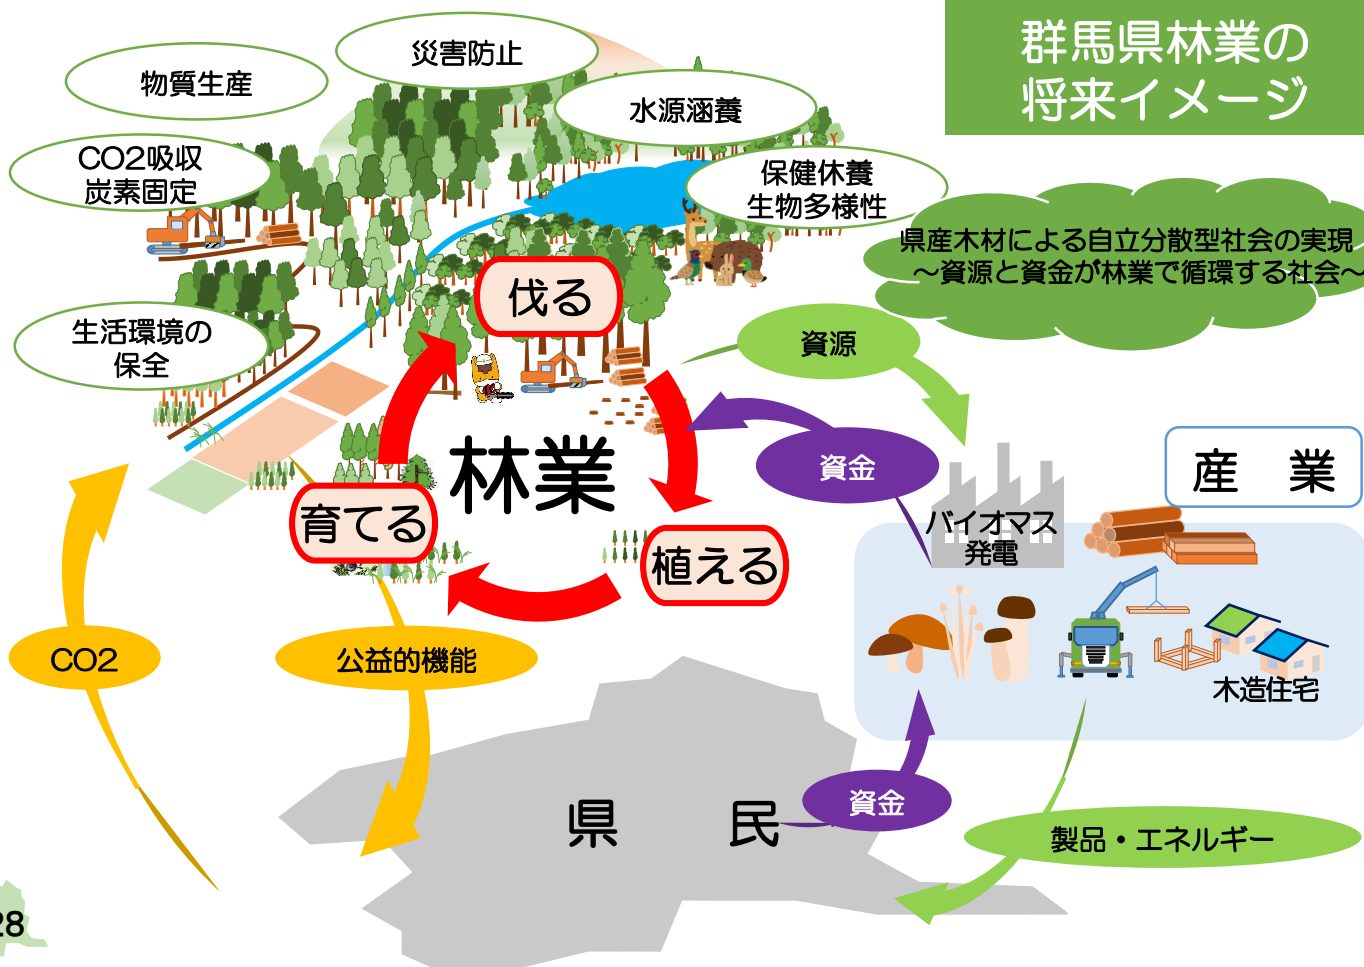 群馬県林業の
将来イメージ
災害防止
物質生産
水源涵養
CO2吸収
炭素固定
保健休養
生物多様性
県産木材による自立分散型社会の実現
～資源と資金が林業で循環する社会～
伐る
生活環境の
保全
資源
林業
資金
産　業
育てる
植える
バイオマス
発電
CO2
公益的機能
木造住宅
県　民
資金
製品・エネルギー
28